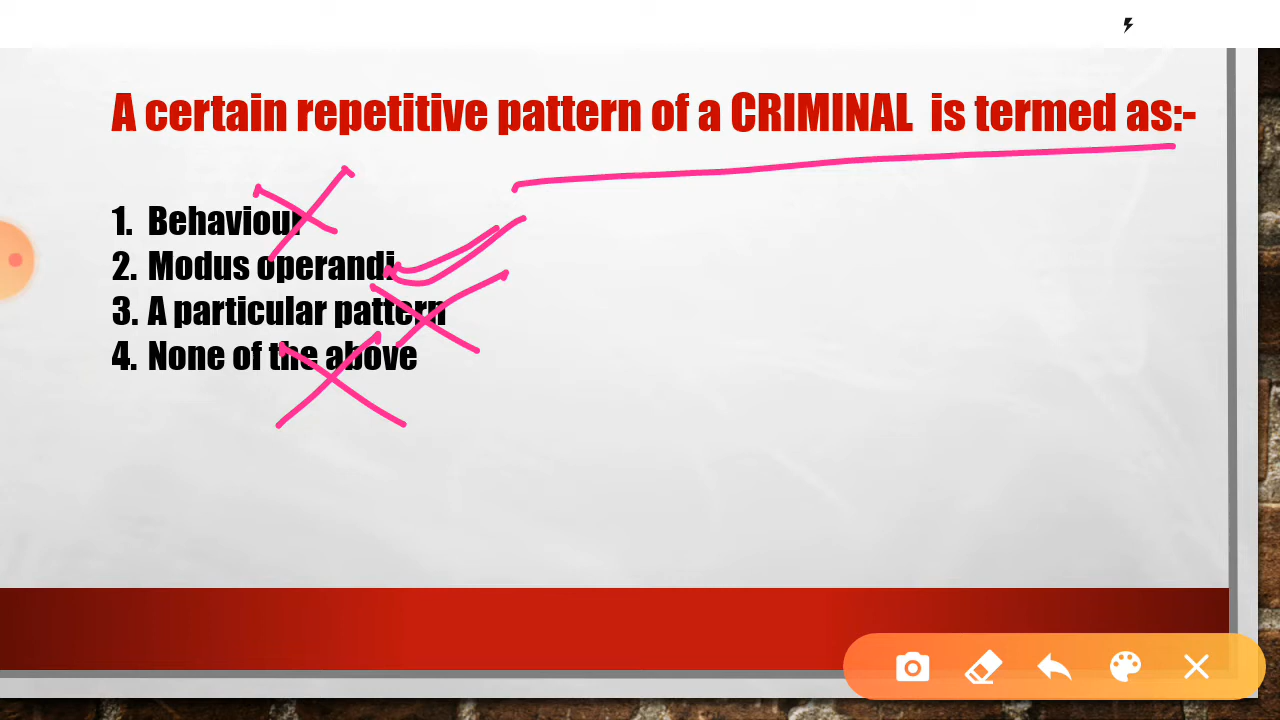 A certain repetitive pattern of a CRIMINAL is termed as:-
1. Behaviour
2. Modus operandi
3. A particular pattern
4. None of the above